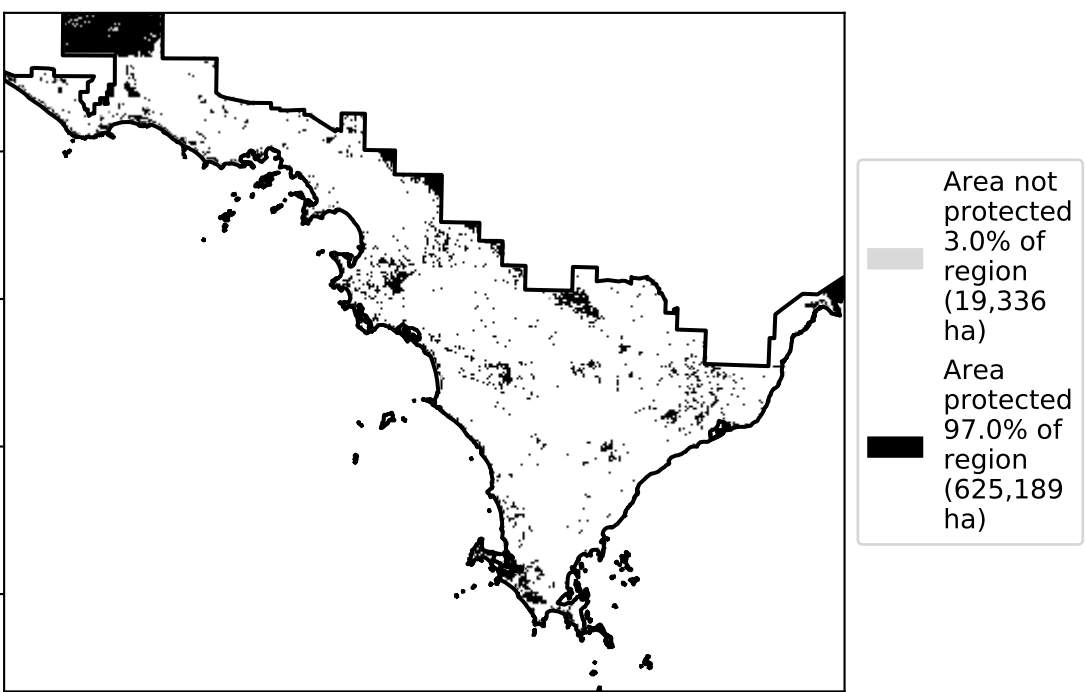 Area not
protected
3.0% of
region
(19,336
ha)
Area
protected
97.0% of
region
(625,189
ha)